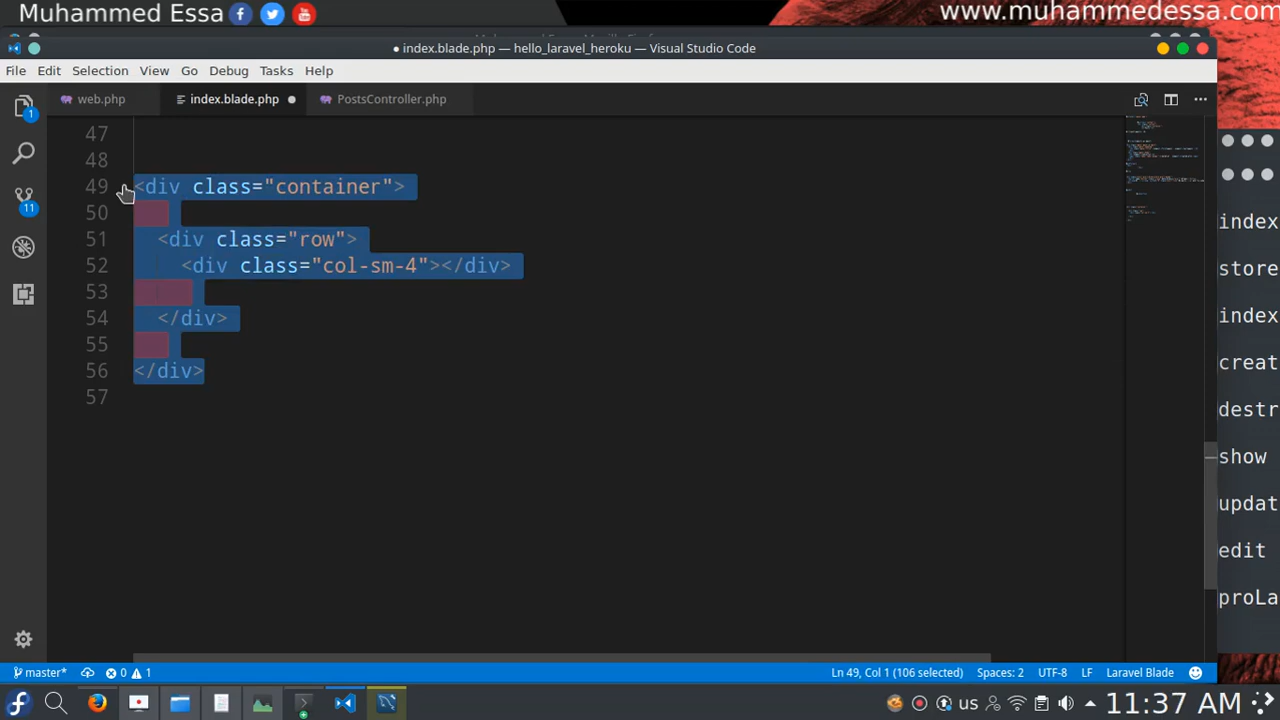 Muhammed Essa
www.muhammedessa.com
● index.blade.php — hello_laravel_heroku — Visual Studio Code
File Edit Selection View Go Debug Tasks Help
web.php index.blade.php ● PostsController.php
47
48
49 <div class="container">
50
51 <div class="row">
52 <div class="col-sm-4"></div>
53
54 </div>
55
56 </div>
57
1
11
index
store
index
creat
destr
show
updat
edit
proLa
master* 0 1 Ln 49, Col 1 (106 selected) Spaces: 2 UTF-8 LF Laravel Blade
us 11:37 AM